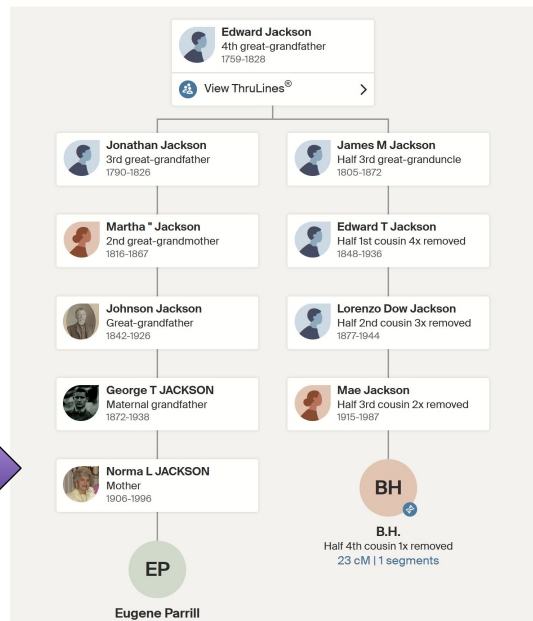 Edward Jackson
4th great-grandfather
1759-1828
View ThruLines®
Jonathan Jackson
3rd great-grandfather
1790-1826
James M Jackson
Half 3rd great-granduncle
1805-1872
Martha " Jackson
2nd great-grandmother
1816-1867
Edward T Jackson
Half 1st cousin 4x removed
1848-1936
Johnson Jackson
Great-grandfather
1842-1926
Lorenzo Dow Jackson
Half 2nd cousin 3x removed
1877-1944
George T JACKSON
Maternal grandfather
1872-1938
Mae Jackson
Half 3rd cousin 2x removed
1915-1987
Norma L JACKSON
Mother
1906-1996
BH
B.H.
Half 4th cousin 1x removed
23 cM | 1 segments
EP
Eugene Parrill